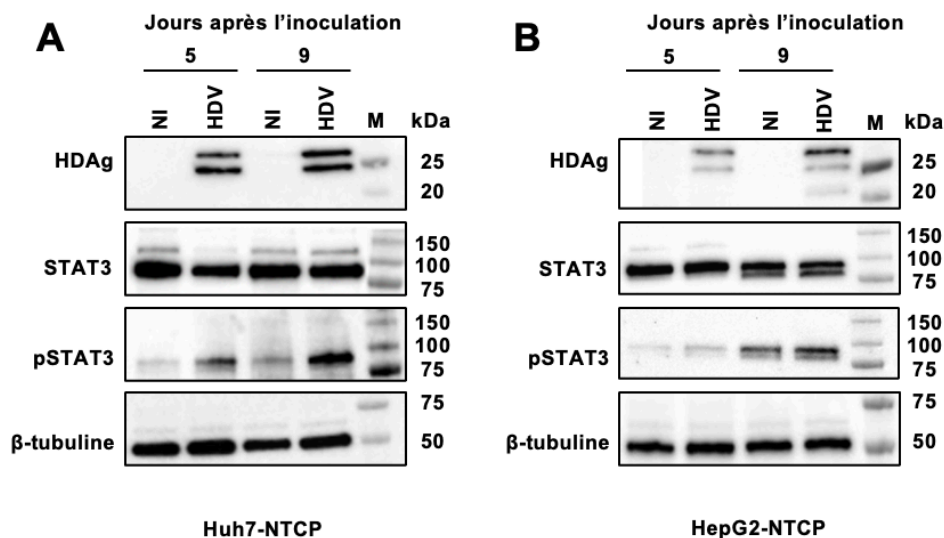 A
Jours après l'inoculation
5 9
NI HDV NI HDV M kDa
HDAg
25
20
STAT3
150
100
75
pSTAT3
150
100
75
β-tubuline
75
50
Huh7-NTCP
B
Jours après l'inoculation
5 9
NI HDV NI HDV M kDa
HDAg
25
20
STAT3
150
100
75
pSTAT3
150
100
75
β-tubuline
75
50
HepG2-NTCP